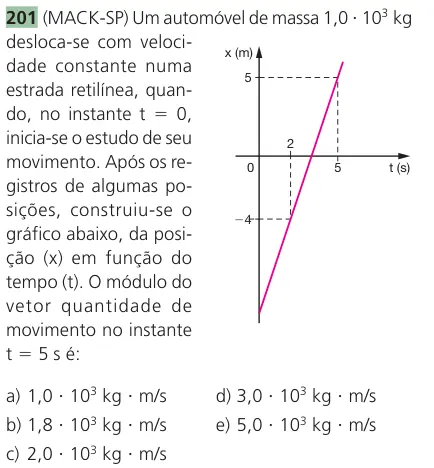 201 (MACK-SP) Um automóvel de massa 1,0 · 10³ kg
desloca-se com veloci-
dade constante numa
estrada retilínea, quan-
do, no instante t = 0,
inicia-se o estudo de seu
movimento. Após os re-
gistros de algumas po-
sições, construiu-se o
gráfico abaixo, da posi-
ção (x) em função do
tempo (t). O módulo do
vetor quantidade de
movimento no instante
t = 5 s é:
x (m)
5
2
0
5
t (s)
−4
a) 1,0 · 10³ kg · m/s
b) 1,8 · 10³ kg · m/s
c) 2,0 · 10³ kg · m/s
d) 3,0 · 10³ kg · m/s
e) 5,0 · 10³ kg · m/s